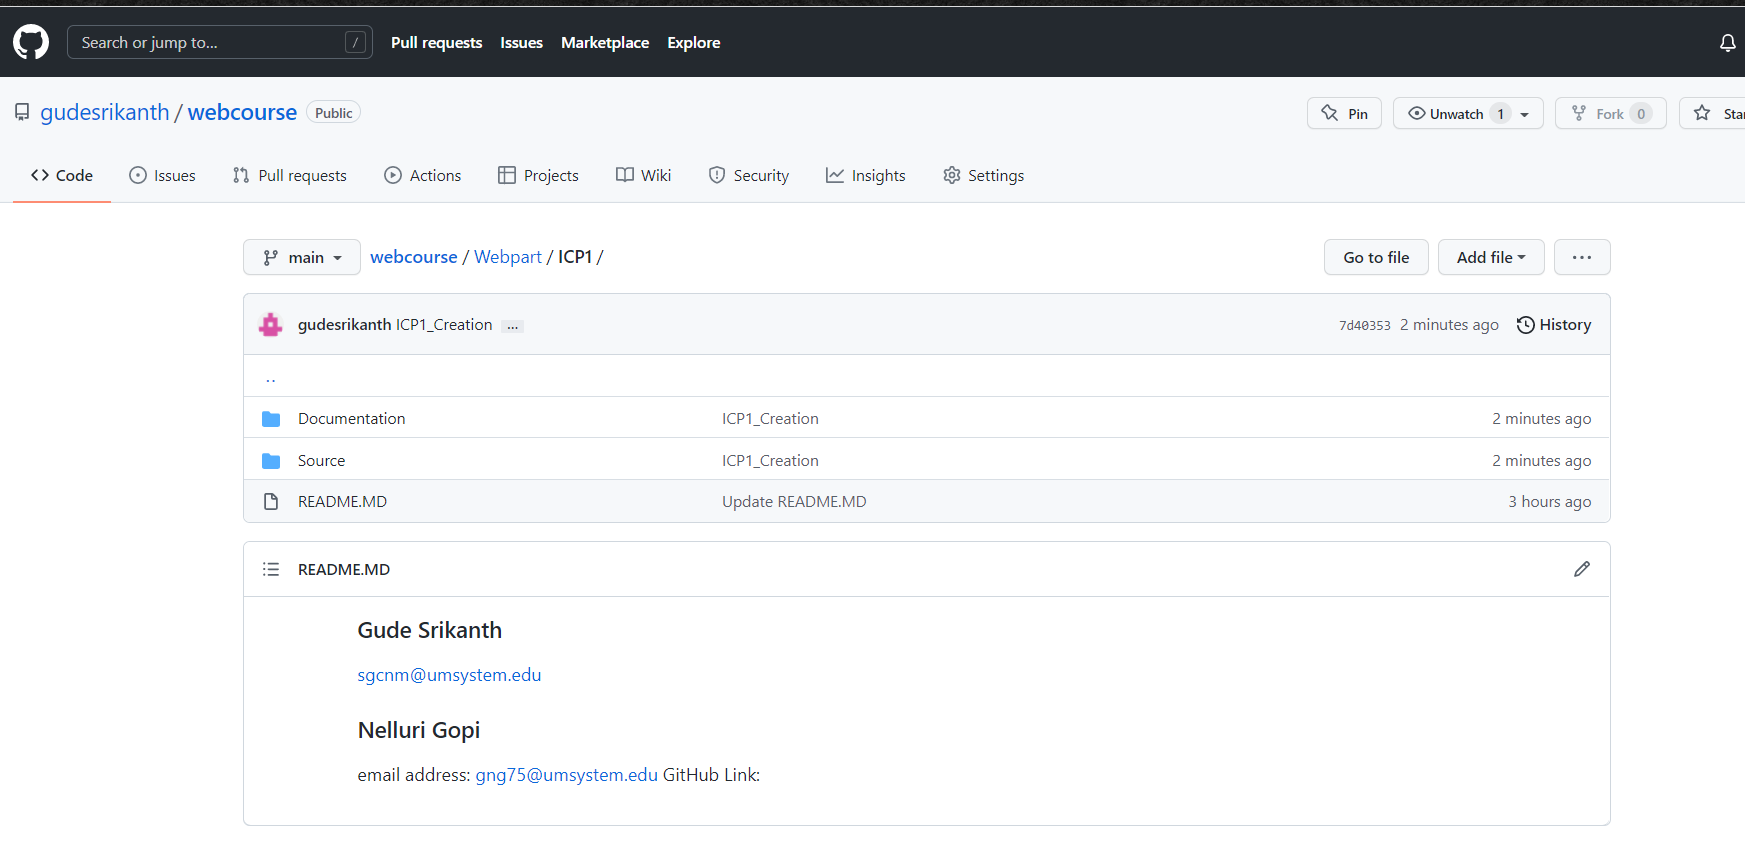 Search or jump to... /
Pull requests Issues Marketplace Explore
gudesrikanth / webcourse Public
Pin Unwatch 1 Fork 0 Star
Code Issues Pull requests Actions Projects Wiki Security Insights Settings
main webcourse / Webpart / ICP1 / Go to file Add file ...
gudesrikanth ICP1_Creation ... 7d40353 2 minutes ago History
..
Documentation ICP1_Creation 2 minutes ago
Source ICP1_Creation 2 minutes ago
README.MD Update README.MD 3 hours ago
README.MD
Gude Srikanth
sgcnm@umsystem.edu
Nelluri Gopi
email address: gng75@umsystem.edu GitHub Link: